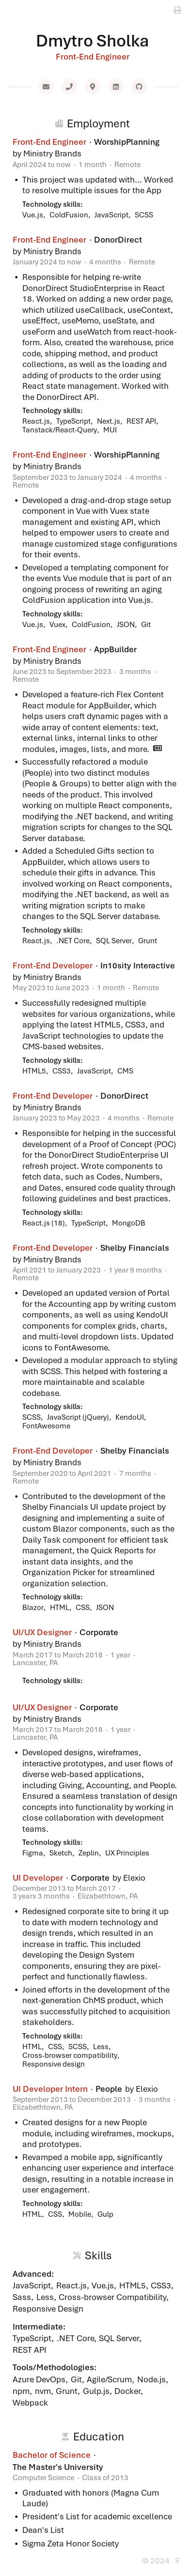 Dmytro Sholka
Front-End Engineer
Employment
Front-End Engineer · WorshipPlanning
by Ministry Brands
April 2024 to now · 1 month · Remote
• This project was updated with... Worked
to resolve multiple issues for the App
Technology skills:
Vue.js, ColdFusion, JavaScript, SCSS
Front-End Engineer · DonorDirect
by Ministry Brands
January 2024 to now · 4 months · Remote
• Responsible for helping re-write
DonorDirect StudioEnterprise in React
18. Worked on adding a new order page,
which utilized useCallback, useContext,
useEffect, useMemo, useState, and
useForm and useWatch from react-hook-
form. Also, created the warehouse, price
code, shipping method, and product
collections, as well as the loading and
added of multiple products to the order
page. Worked on the order page using
React state management. Worked with
the DonorDirect API.
Technology skills:
React.js, TypeScript, Next.js, REST API,
Tanstack/React-Query, MUI
Front-End Engineer · WorshipPlanning
by Ministry Brands
September 2023 to January 2024 · 4 months ·
Remote
• Developed a drag-and-drop stage setup
component in Vue with Vuex state
management and existing API, which
helped to empower event users to create
and store customized stage configurations
for their events.
• Developed a templating component for
the events Vue module that is part of an
ongoing process of rewriting an old
ColdFusion application into Vue.
Technology skills:
Vue.js, Vuex, ColdFusion, JSON, Git
Front-End Engineer · AppBuilder
by Ministry Brands
June 2023 to September 2023 · 3 months ·
Remote
• Developed a feature-rich Flex Content
React module for AppBuilder, which
helps users craft pages with pages with
any element: text elements, text
external links, internal links to other
modules, images, lists, and more.
• Successfully refactored and improved a
(People) into two modules
(People & Groups) to better align with the
new product. This involved working
independently on multiple React pages,
modifying the .NET backend, and
migrating scripts to change SQL Server
database.
• Added a Scheduled Gifts Section to
AppBuilder, which allows users to
schedule their gifts in advance. This
involved working on React components
for recurring donations, as well as
modifying the .NET backend and
migrations scripts to make some changes
to the SQL Server database.
Technology skills:
React.js, .NET Core, SQL Server, Grunt
Front-End Developer · In10sity Interactive
by Ministry Brands
May 2023 to June 2023 · 1 month · Remote
• Successfully redesigned multiple
websites for various organizations, while
applying the latest HTML5, CSS3, and
JavaScript technologies to update the
CMS-based websites.
Technology skills:
HTML5, CSS3, JavaScript, CMS
Front-End Developer · DonorDirect
by Ministry Brands
January 2023 to May 2023 · 4 months · Remote
• Responsible for helping in the successful
development of a Proof of Concept (POC)
for the DonorDirect StudioEnterprise UI
refresh project. Wrote components to
fetch data, such as Codes, Numbers,
and Dates, ensured code quality through
following guidelines and best practices.
Technology skills:
React.js (18), TypeScript, MongoDB
Front-End Developer · Shelby Financials
by Ministry Brands
April 2021 to January 2023 · 1 year 9 months ·
Remote
• Developed an updated version of Portal
for the Accounting app by writing custom
components, as well as using KendoUI
components for complex grids, charts,
and multi-level dropdown lists. Updated
icons to FontAwesome.
• Developed a modular approach to styling
with SCSS. This helped with fostering a
more maintainable and scalable
codebase.
Technology skills:
SCSS, JavaScript (jQuery), KendoUI,
FontAwesome
Front-End Developer · Shelby Financials
by Ministry Brands
September 2020 to April 2021 · 7 months ·
Remote
• Contributed to the development of the
Shelby Financials UI update project by
designing and implementing a suite of
custom Blazor components, such as the
Daily Task Completion for efficient task
management, the Quick Reports for
instant data insights, and the
Organization Picker for streamlined
organization selection.
Technology skills:
Blazor, HTML, CSS, JSON
UI/UX Designer · Corporate
by Ministry Brands
March 2017 to March 2018 · 1 year ·
Lancaster, PA
Technology skills:
UI/UX Designer · Corporate
by Ministry Brands
March 2017 to March 2018 · 1 year ·
Lancaster, PA
• Developed designs, wireframes,
interactive prototypes, and user flows of
diverse web-based applications,
including Giving, Accounting, and People.
Ensured a seamless translation of design
concepts into functionality by working in
close collaboration with development
teams.
Technology skills:
Figma, Sketch, Zeplin, UX Principles
UI Developer · Corporate by Elexio
December 2013 to March 2017 ·
3 years 3 months · Elizabethtown, PA
• Redesigned corporate site to bring it up
to date with modern technology and
design trends, which resulted in an
increase in traffic. This included
developing the Design System
components, ensuring they are pixel-
perfect and functionally flawless.
• Joined efforts in the development of the
next-generation ChMS product, which
was successfully pitched to acquisition
stakeholders.
Technology skills:
HTML, CSS, SCSS, Less,
Cross-browser compatibility,
Responsive design
UI Developer Intern · People by Elexio
September 2013 to December 2013 · 3 months ·
Elizabethtown, PA
• Created designs for a new People
module, including wireframes, mockups,
and prototypes.
• Revamped a mobile app, significantly
enhancing design and user experience
elements, resulting in a notable increase
in user engagement.
Technology skills:
HTML, CSS, Mobile, Gulp
Skills
Advanced:
JavaScript, React.js, Vue.js, HTML5, CSS3,
Sass, Less, Cross-browser Compatibility,
Responsive Design
Intermediate:
TypeScript, .NET Core, SQL Server,
REST API
Tools/Methodologies:
Azure DevOps, Git, Agile/Scrum, Node.js,
npm, nvm, Grunt, Gulp.js, Docker,
Webpack
Education
Bachelor of Science ·
The Master's University
Computer Science · Class of 2013
• Graduated with honors (Magna Cum
Laude)
• President's List for academic excellence
• Dean's List
• Sigma Zeta Honor Society
© 2024